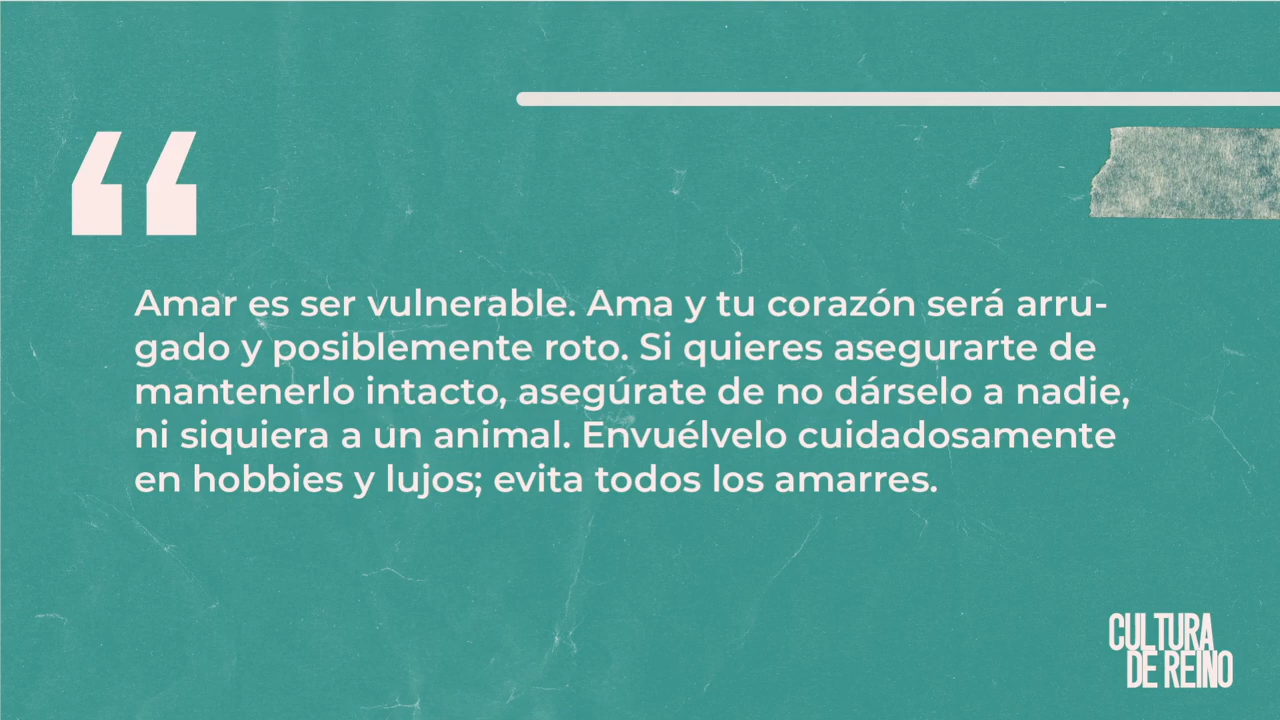 “
Amar es ser vulnerable. Ama y tu corazón será arru-
gado y posiblemente roto. Si quieres asegurarte de
mantenerlo intacto, asegúrate de no dárselo a nadie,
ni siquiera a un animal. Envuélvelo cuidadosamente
en hobbies y lujos; evita todos los amarres.
CULTURA
DE REINO